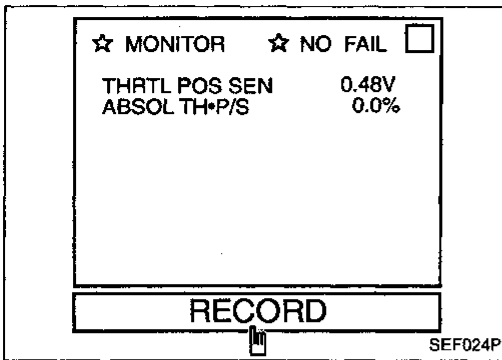 ☆ MONITOR ☆ NO FAIL
THRTL POS SEN 0.48V
ABSOL TH•P/S 0.0%
RECORD
SEF024P